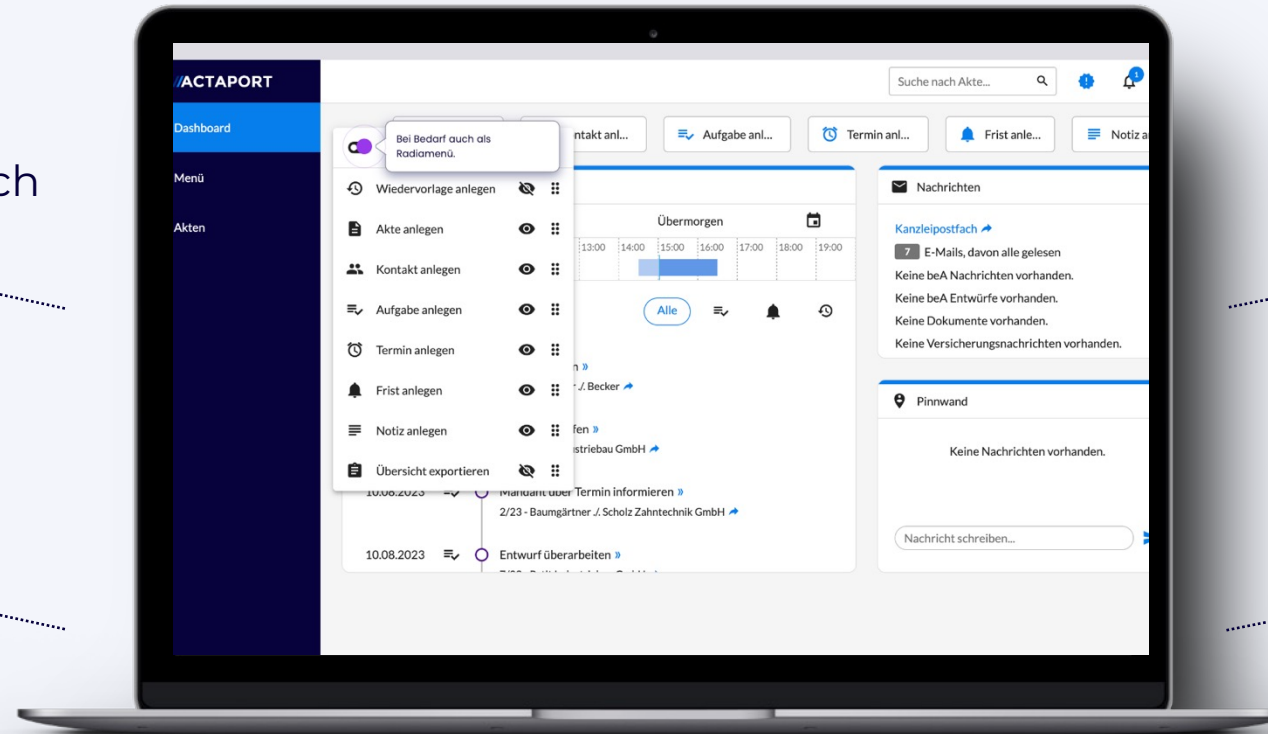 ch
//ACTAPORT
Suche nach Akte...
1
Dashboard
Menü
Akten
Bei Bedarf auch als
Radiamenü.
ntakt anl...
Aufgabe anl...
Termin anl...
Frist anle...
Notiz a
Wiedervorlage anlegen
Akte anlegen
Kontakt anlegen
Aufgabe anlegen
Termin anlegen
Frist anlegen
Notiz anlegen
Übersicht exportieren
Übermorgen
13:00 14:00 15:00 16:00 17:00 18:00 19:00
Alle
n »
r ./. Becker
fen »
ustriebau GmbH
10.08.2023 Mandant über Termin informieren »
2/23 - Baumgärtner ./. Scholz Zahntechnik GmbH
10.08.2023 Entwurf überarbeiten »
Nachrichten
Kanzleipostfach
7 E-Mails, davon alle gelesen
Keine beA Nachrichten vorhanden.
Keine beA Entwürfe vorhanden.
Keine Dokumente vorhanden.
Keine Versicherungsnachrichten vorhanden.
Pinnwand
Keine Nachrichten vorhanden.
Nachricht schreiben...